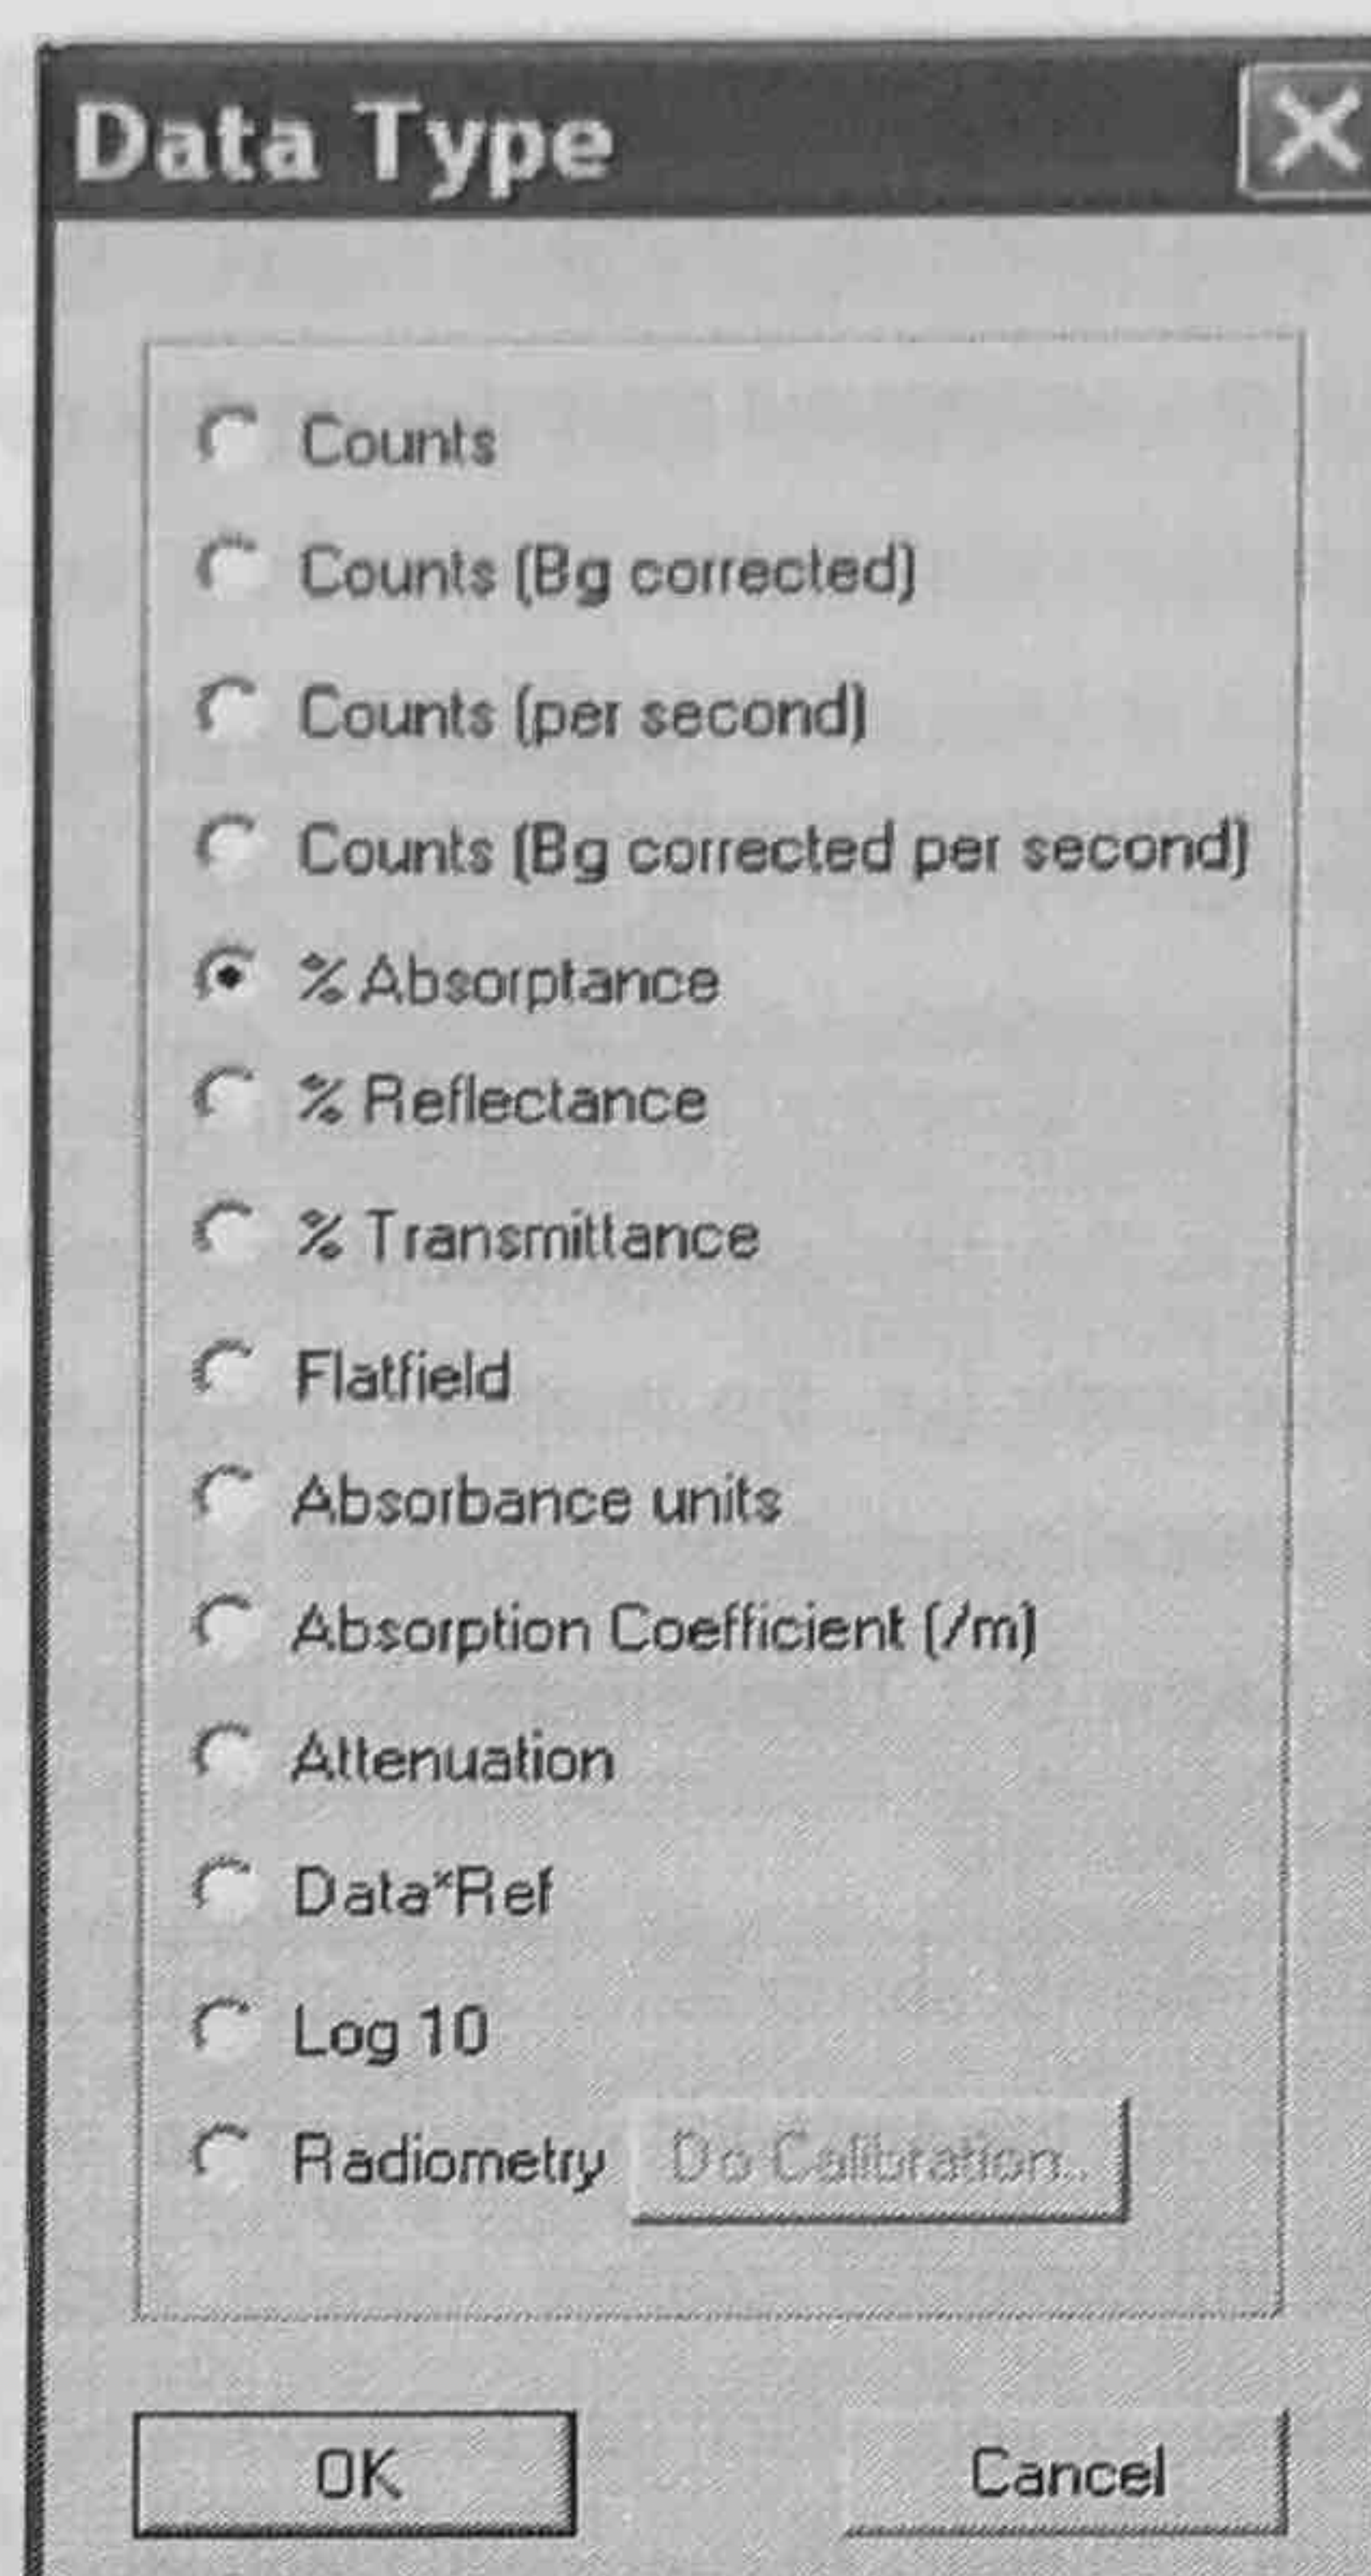 Data Type
Counts
Counts (Bg corrected)
Counts (per second)
Counts (Bg corrected per second)
% Absorptance
% Reflectance
% Transmittance
Flatfield
Absorbance units
Absorption Coefficient (/m)
Attenuation
Data*Ref
Log 10
Radiometry Do Calibration..
OK Cancel